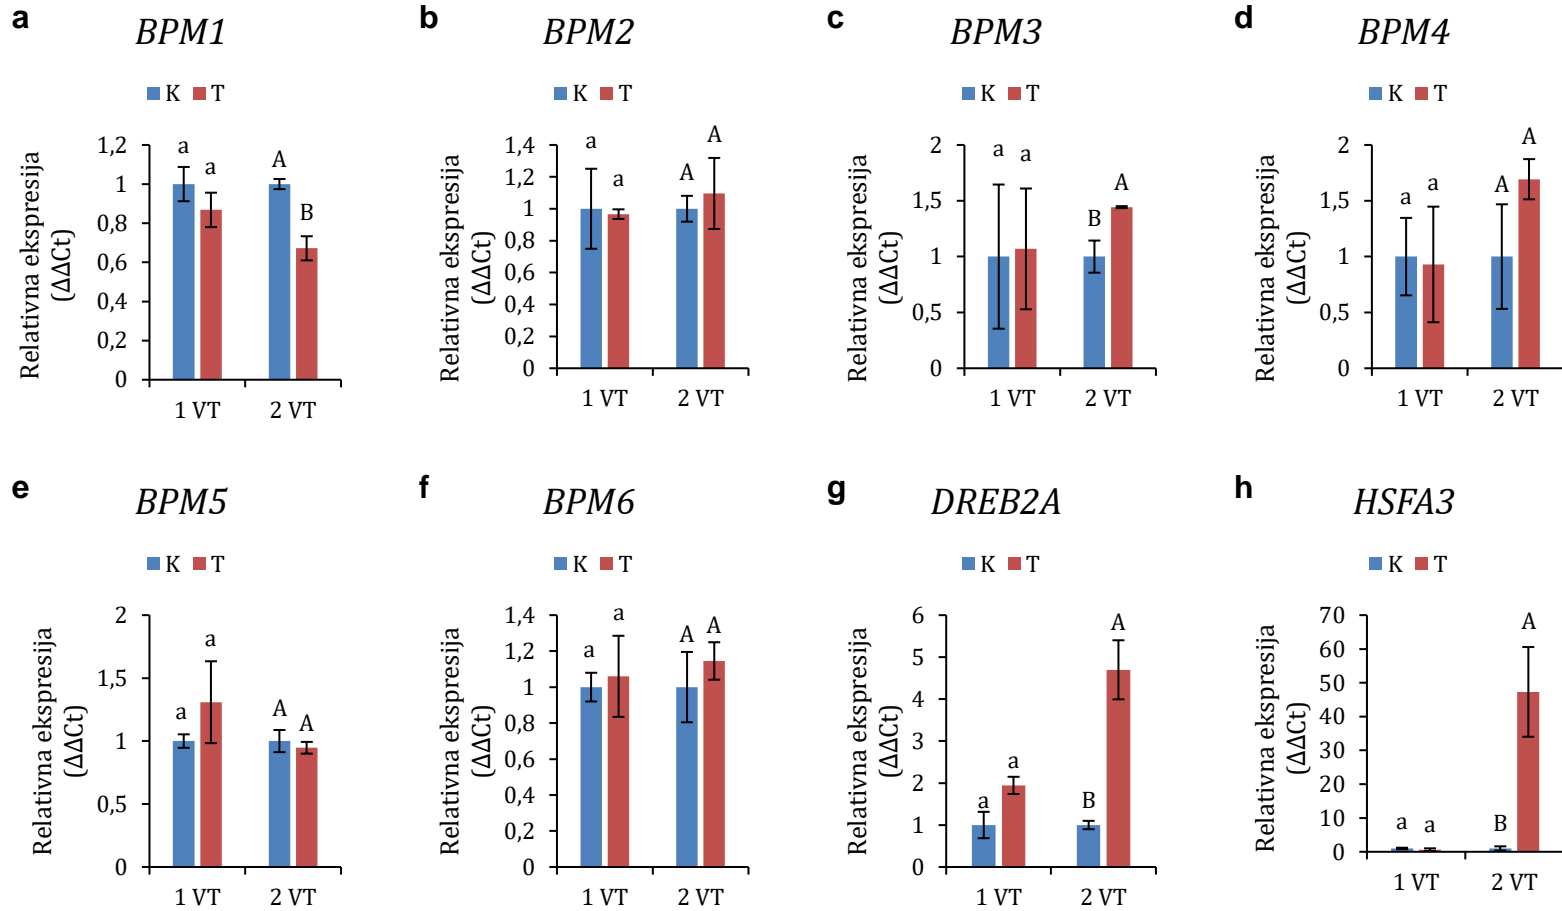 a
BPM1
K T
Relativna ekspresija
(ΔΔCt)
1,2
1
0,8
0,6
0,4
0,2
0
a
a
A
B
1 VT
2 VT
b
BPM2
K T
Relativna ekspresija
(ΔΔCt)
1,4
1,2
1
0,8
0,6
0,4
0,2
0
a
a
A
A
1 VT
2 VT
c
BPM3
K T
Relativna ekspresija
(ΔΔCt)
2
1,5
1
0,5
0
a
a
B
A
1 VT
2 VT
d
BPM4
K T
Relativna ekspresija
(ΔΔCt)
2
1,5
1
0,5
0
a
a
A
A
1 VT
2 VT
e
BPM5
K T
Relativna ekspresija
(ΔΔCt)
2
1,5
1
0,5
0
a
a
A
A
1 VT
2 VT
f
BPM6
K T
Relativna ekspresija
(ΔΔCt)
1,4
1,2
1
0,8
0,6
0,4
0,2
0
a
a
A
A
1 VT
2 VT
g
DREB2A
K T
Relativna ekspresija
(ΔΔCt)
6
5
4
3
2
1
0
a
a
B
A
1 VT
2 VT
h
HSFA3
K T
Relativna ekspresija
(ΔΔCt)
70
60
50
40
30
20
10
0
a
a
B
A
1 VT
2 VT